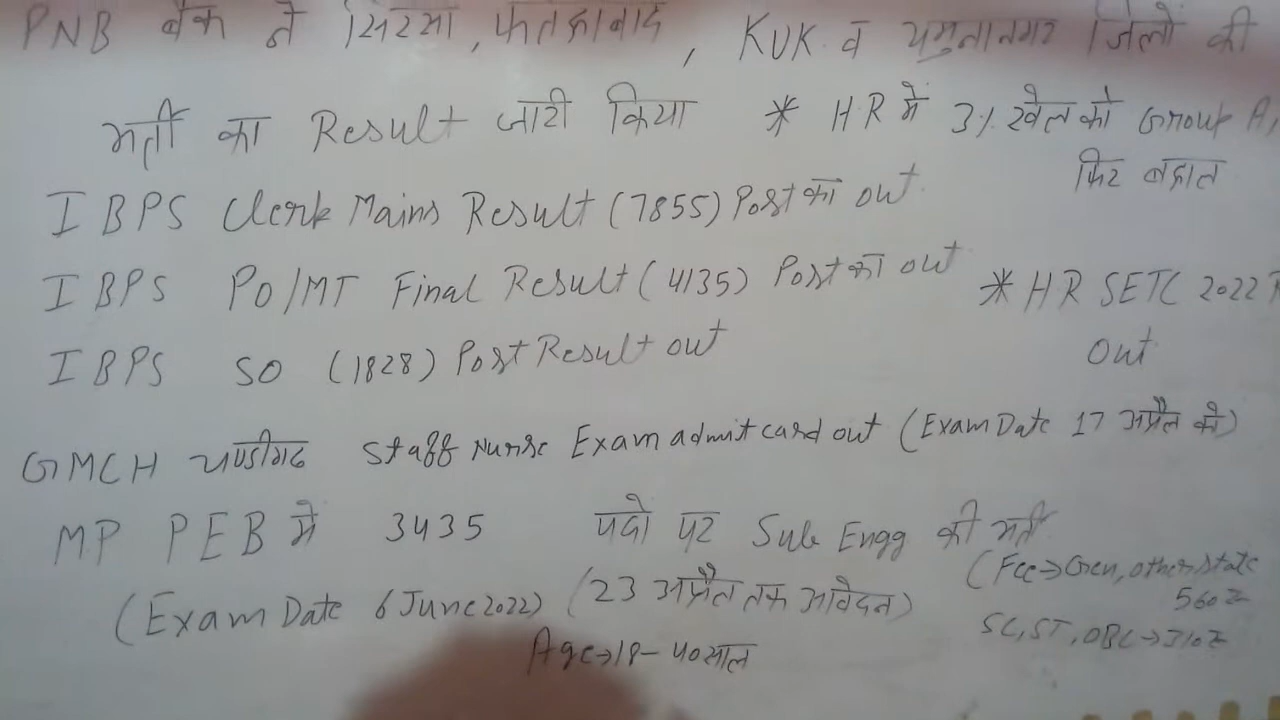 PNB बैंक ने सिरसा, फतेहाबाद, KUK व यमुनानगर जिलों की
भर्ती का Result जारी किया * HR में 3% खेल को Group A,
फिर बहाल
IBPS Clerk Mains Result (7855) Post का out
IBPS PO/MT Final Result (4135) Post का out * HR SETC 2022
out
IBPS SO (1828) Post Result out
GMCH चण्डीगढ Staff Nurse Exam admit card out (Exam Date 17 अप्रैल को)
MP PEB में 3435 पदो पर Sub Engg की भर्ती
(Fee→Gen, other state
560 रु
(Exam Date 6 June 2022) (23 अप्रैल तक आवेदन)
SC, ST, OBC→310 रु
Age→18-40 साल